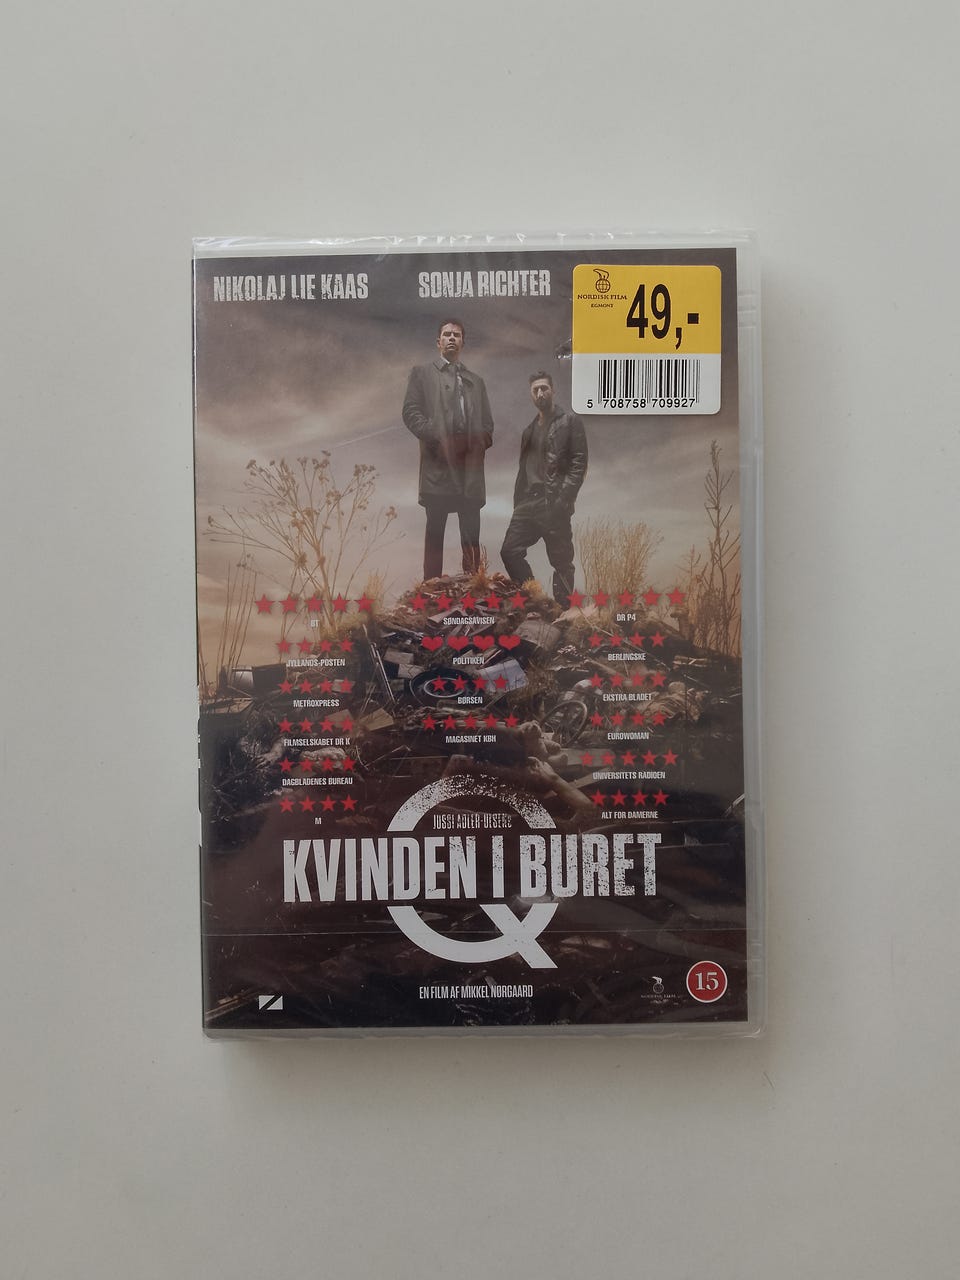 NIKOLAJ LIE KAAS
SONJA RICHTER
NORDISK FILM
EGMONT
49,-
5 708758 709927
BT
SØNDAGSAVISEN
DR P4
JYLLANDS-POSTEN
POLITIKEN
BERLINGSKE
METROXPRESS
BØRSEN
EKSTRA BLADET
FILMSELSKABET DR K
MAGASINET KBH
EUROWOMAN
DAGBLADENES BUREAU
UNIVERSITETS RADIOEN
M
ALT FOR DAMERNE
JUSSI ADLER-OLSENS
KVINDEN I BURET
Q
EN FILM AF MIKKEL NØRGAARD
NORDISK FILM
15